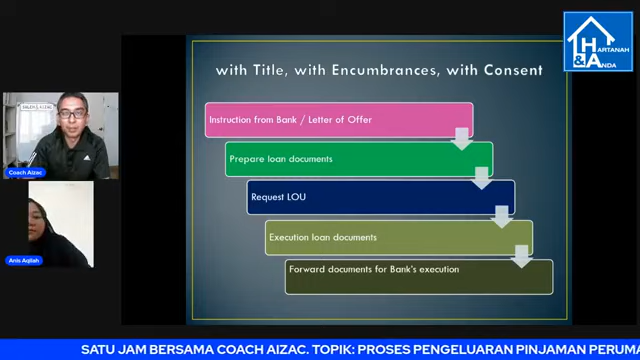 HARTANAH
& ANDA
with Title, with Encumbrances, with Consent
Instruction from Bank / Letter of Offer
Prepare loan documents
Request LOU
Execution loan documents
Forward documents for Bank's execution
Coach Aizac
Anis Aqilah
SATU JAM BERSAMA COACH AIZAC. TOPIK: PROSES PENGELUARAN PINJAMAN PERUMA